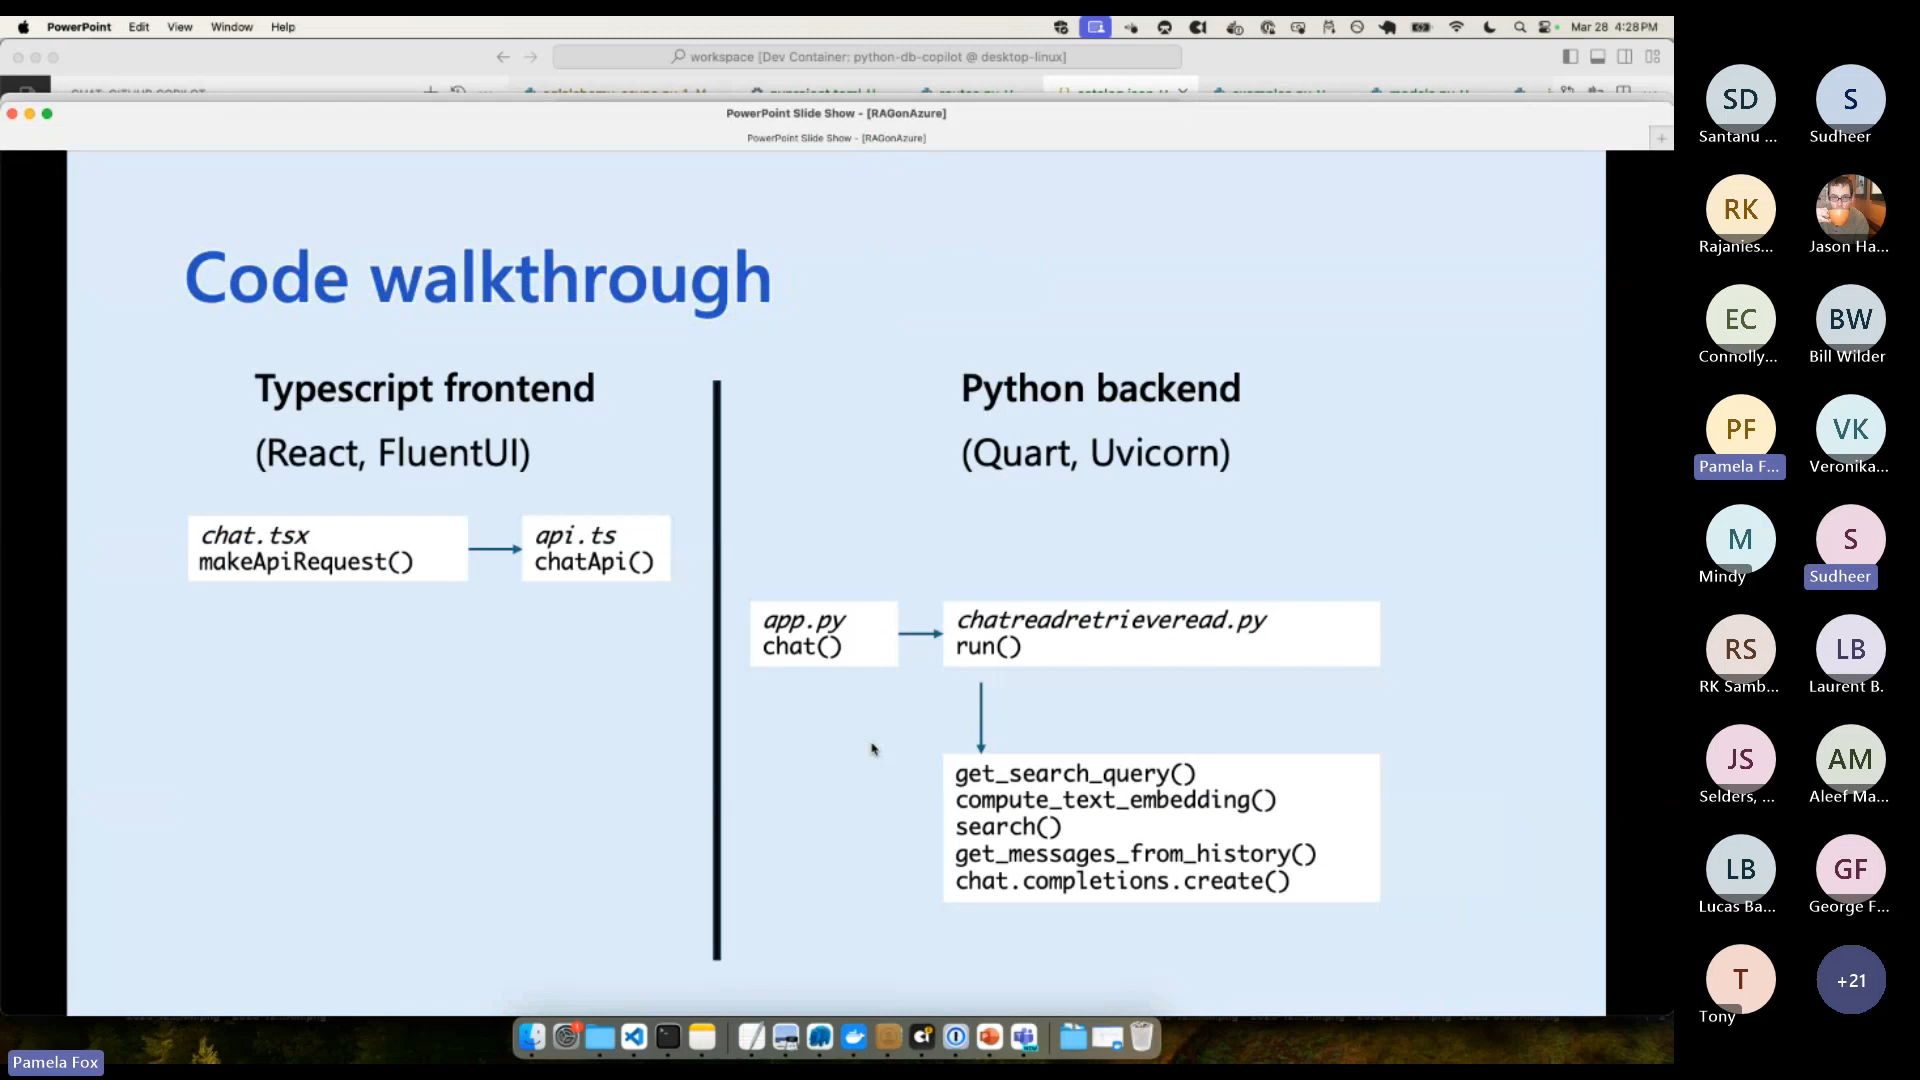 PowerPoint Edit View Window Help
Mar 28 4:28PM
workspace [Dev Container: python-db-copilot @ desktop-linux]
PowerPoint Slide Show - [RAGonAzure]
PowerPoint Slide Show - [RAGonAzure]
Code walkthrough
Typescript frontend
(React, FluentUI)
chat.tsx
makeApiRequest()
api.ts
chatApi()
Python backend
(Quart, Uvicorn)
app.py
chat()
chatreadretrieveread.py
run()
get_search_query()
compute_text_embedding()
search()
get_messages_from_history()
chat.completions.create()
SD
Santanu ...
S
Sudheer
RK
Rajanies...
Jason Ha...
EC
Connolly...
BW
Bill Wilder
PF
Pamela F...
VK
Veronika...
M
Mindy
S
Sudheer
RS
RK Samb...
LB
Laurent B.
JS
Selders, ...
AM
Aleef Ma...
LB
Lucas Ba...
GF
George F...
T
Tony
+21
Pamela Fox